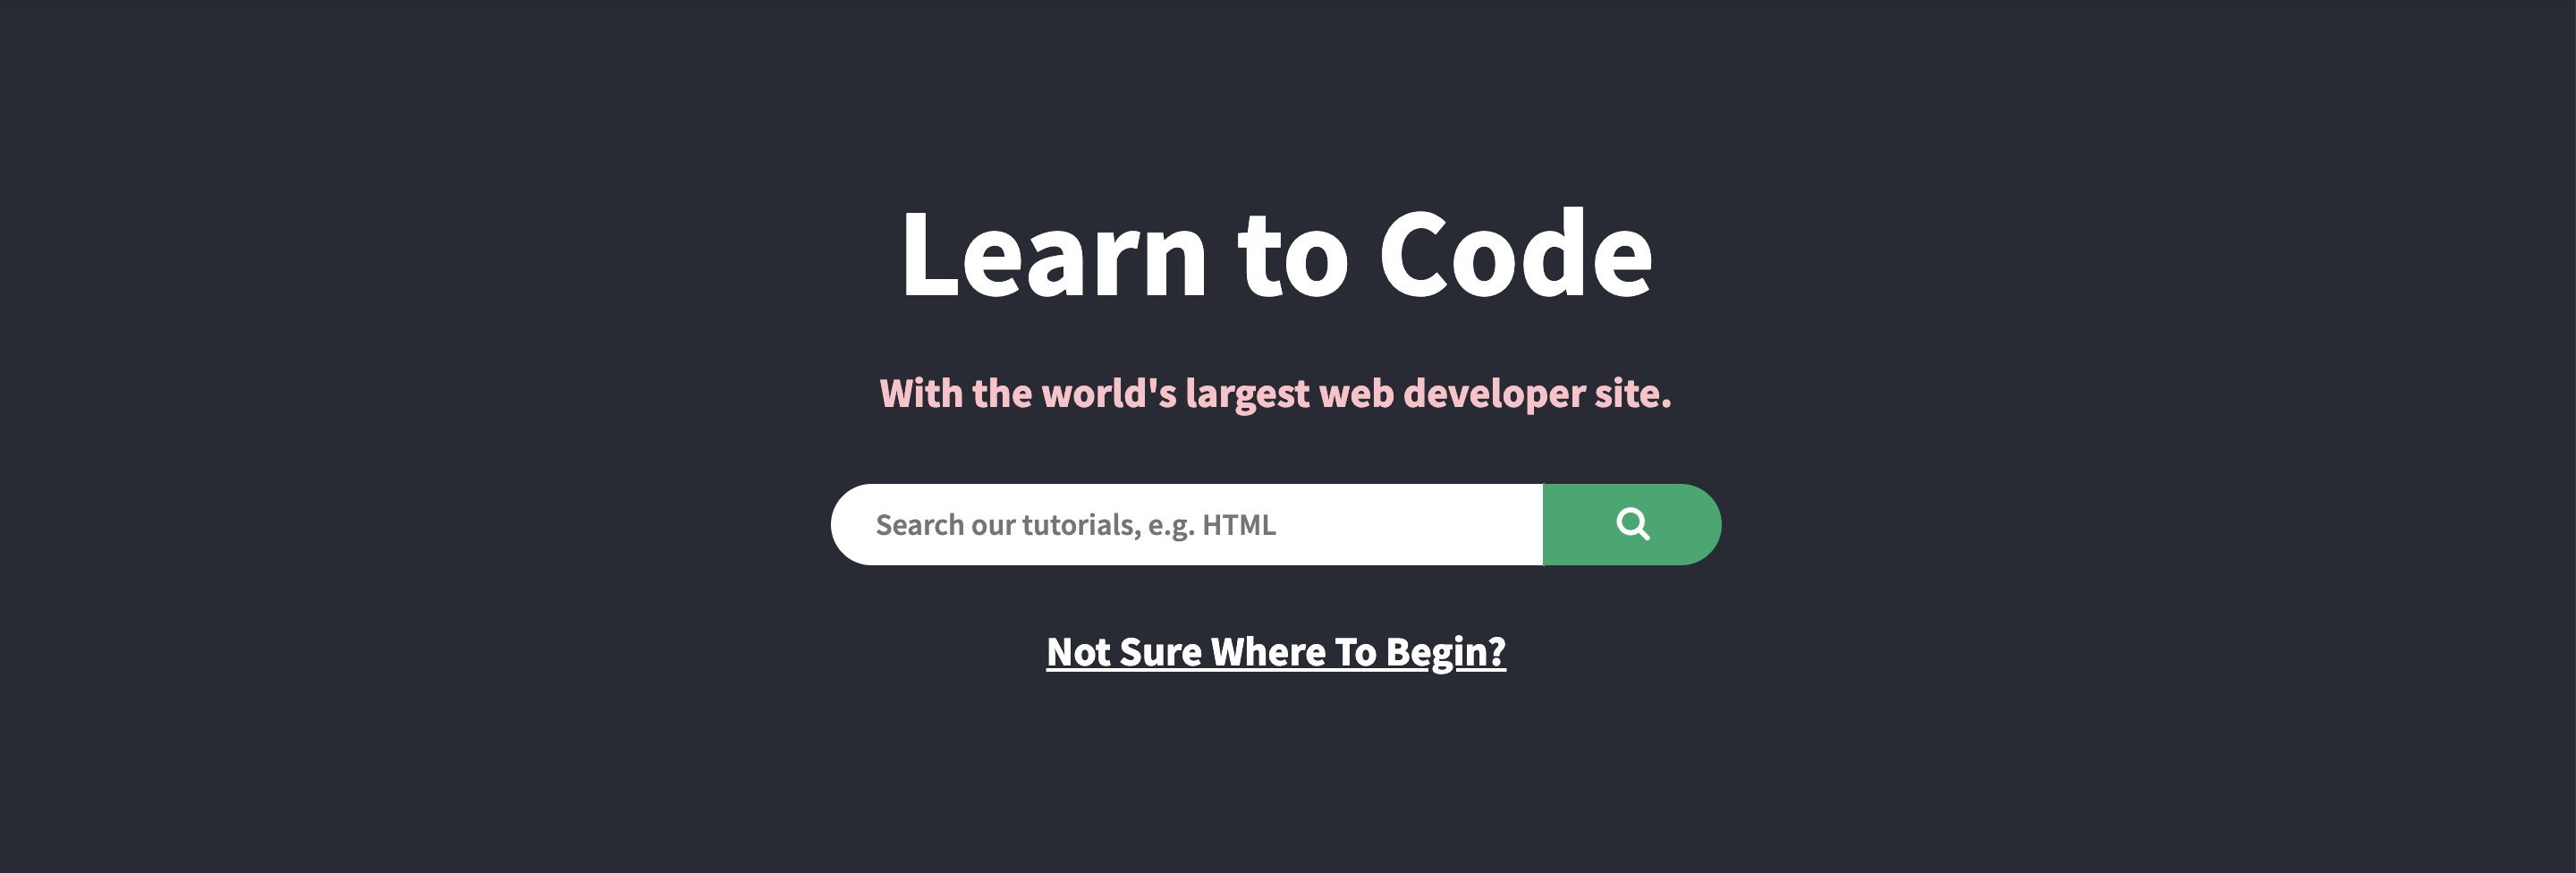 Learn to Code
With the world's largest web developer site.
Search our tutorials, e.g. HTML
Not Sure Where To Begin?